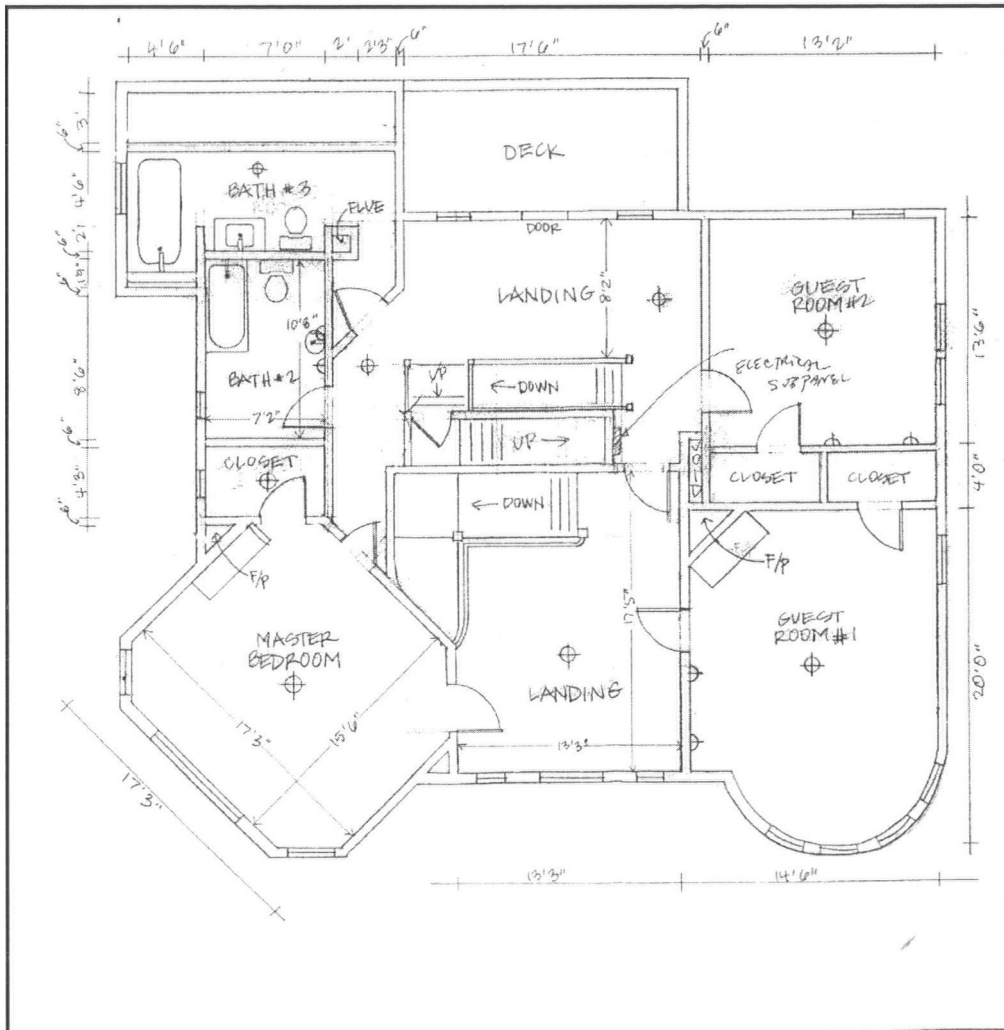 4'6"
7'0"
2'
2'3"
6"
17'6"
6"
13'2"
6"
3'
4'6"
6"
2'
6"
8'6"
6"
4'3"
6"
DECK
BATH #3
FLUE
DOOR
LANDING
8'2"
GUEST
ROOM #2
13'6"
10'8"
ELECTRICAL
SUBPANEL
UP
←DOWN
BATH #2
7'2"
UP→
CLOSET
CLOSET
CLOSET
4'0"
←DOWN
F/P
F/P
F/P
17'5"
MASTER
BEDROOM
GUEST
ROOM #1
LANDING
20'0"
17'3"
15'6"
13'3"
17'3"
13'3"
14'6"